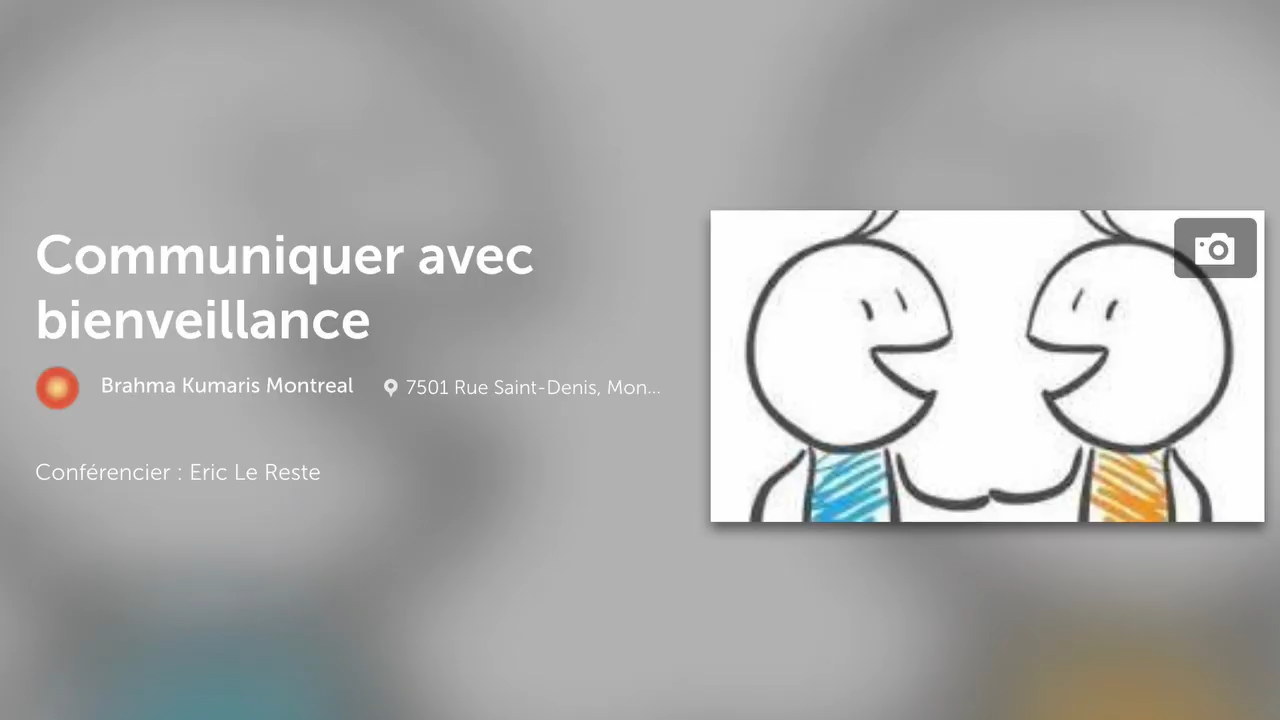 Communiquer avec
bienveillance
Brahma Kumaris Montreal
7501 Rue Saint-Denis, Mon...
Conférencier : Eric Le Reste